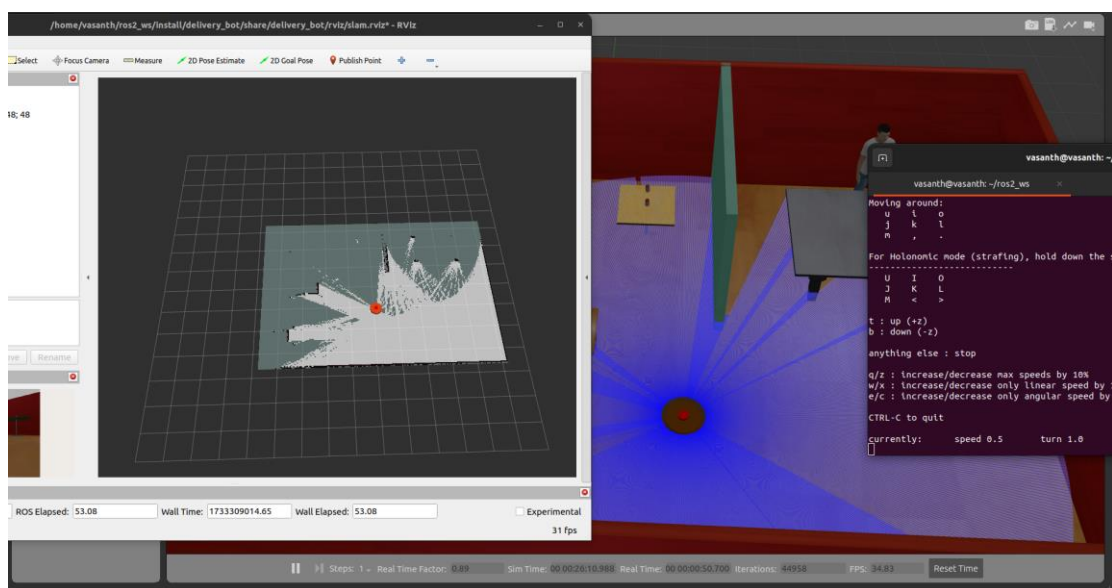 /home/vasanth/ros2_ws/install/delivery_bot/share/delivery_bot/rviz/slam.rviz* - RViz
Select Focus Camera Measure 2D Pose Estimate 2D Goal Pose Publish Point
48; 48
Rename
ROS Elapsed: 53.08 Wall Time: 1733309014.65 Wall Elapsed: 53.08 Experimental
31 fps
vasanth@vasanth: ~/
vasanth@vasanth: ~/ros2_ws
Moving around:
u i o
j k l
m , .
For Holonomic mode (strafing), hold down the s
---------------------------
U I O
J K L
M < >
t : up (+z)
b : down (-z)
anything else : stop
q/z : increase/decrease max speeds by 10%
w/x : increase/decrease only linear speed by
e/c : increase/decrease only angular speed by
CTRL-C to quit
currently: speed 0.5 turn 1.0
Steps: 1 Real Time Factor: 0.89 Sim Time: 00 00:26:10.988 Real Time: 00 00:00:50.700 Iterations: 44958 FPS: 34.83 Reset Time